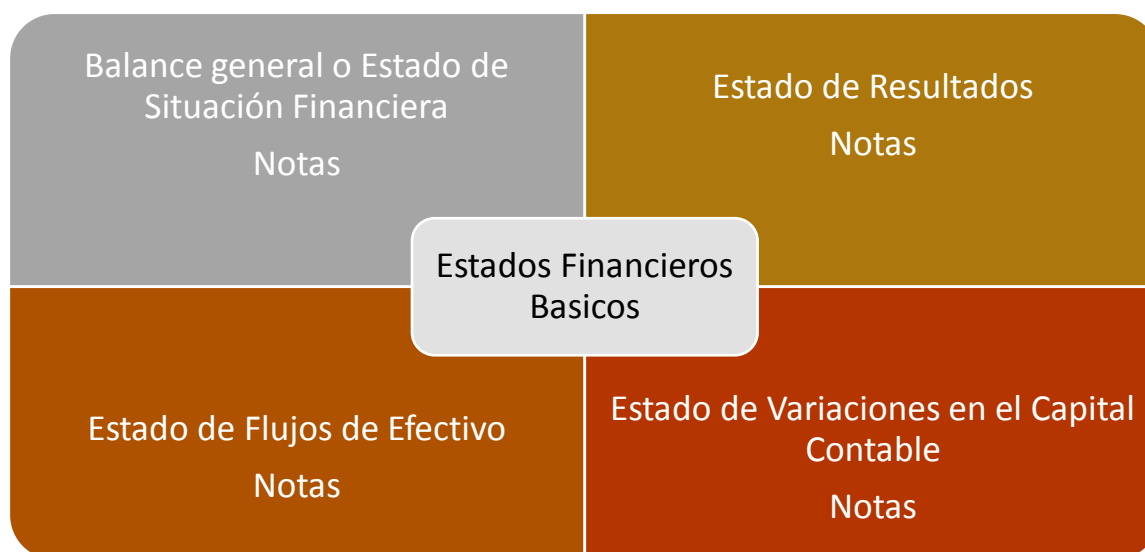 Balance general o Estado de
Situación Financiera
Notas
Estado de Resultados
Notas
Estados Financieros
Basicos
Estado de Flujos de Efectivo
Notas
Estado de Variaciones en el Capital
Contable
Notas